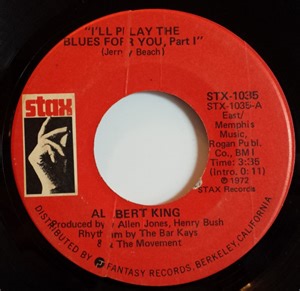 "I'LL PLAY THE
BLUES FOR YOU, Part I"
(Jerry Beach)
stax
STX-1035
STX-1035-A
East/
Memphis
Music,
Rogan Publ.
Co., BMI
Time: 3:35
(Intro. 0:11)
℗ 1972
STAX Records
ALBERT KING
Produced by Allen Jones, Henry Bush
Rhythm by The Bar Kays
& The Movement
DISTRIBUTED BY FANTASY RECORDS, BERKELEY, CALIFORNIA